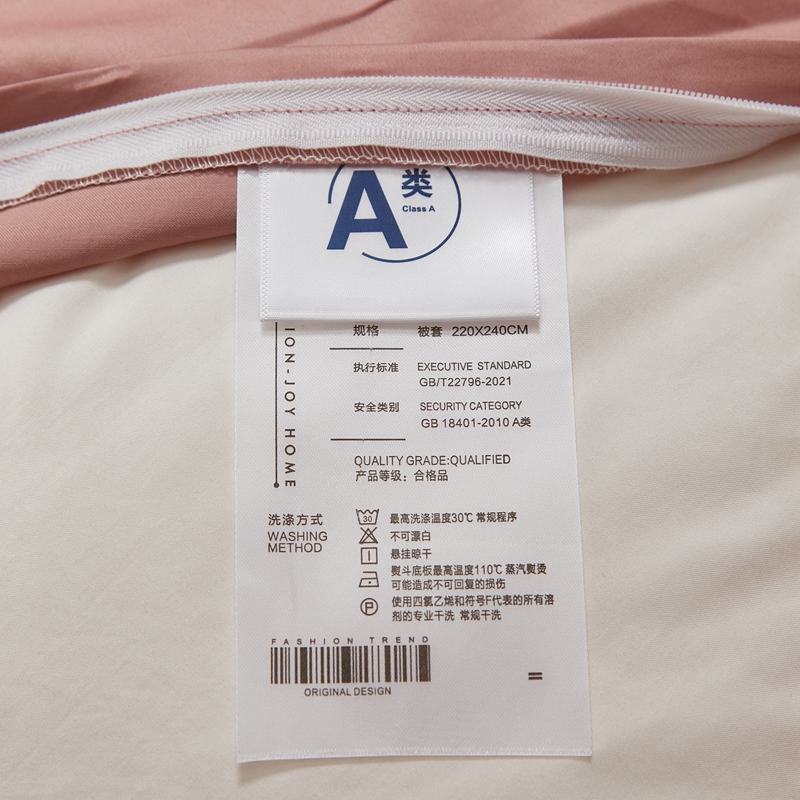 A类
Class A
ION-JOY HOME
规格 被套 220X240CM
执行标准 EXECUTIVE STANDARD
GB/T22796-2021
安全类别 SECURITY CATEGORY
GB 18401-2010 A类
QUALITY GRADE:QUALIFIED
产品等级：合格品
洗涤方式
WASHING
METHOD
30 最高洗涤温度30℃ 常规程序
不可漂白
悬挂晾干
熨斗底板最高温度110℃ 蒸汽熨烫
可能造成不可回复的损伤
P 使用四氯乙烯和符号F代表的所有溶
剂的专业干洗 常规干洗
FASHION TREND
ORIGINAL DESIGN